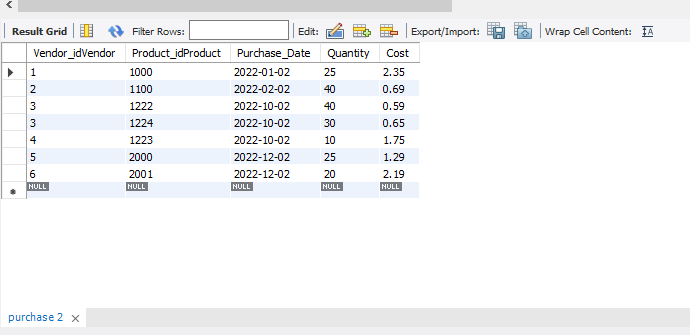 Result Grid Filter Rows: Edit: Export/Import: Wrap Cell Content: IA
Vendor_idVendor Product_idProduct Purchase_Date Quantity Cost
1 1000 2022-01-02 25 2.35
2 1100 2022-02-02 40 0.69
3 1222 2022-10-02 40 0.59
3 1224 2022-10-02 30 0.65
4 1223 2022-10-02 10 1.75
5 2000 2022-12-02 25 1.29
6 2001 2022-12-02 20 2.19
NULL NULL NULL NULL NULL
purchase 2